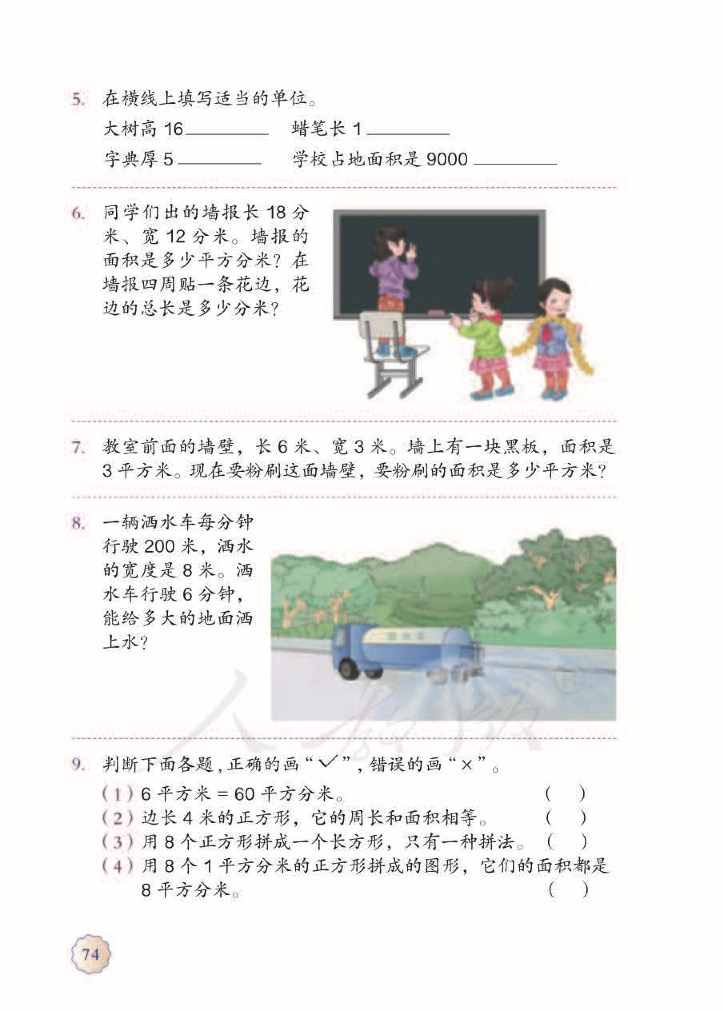 5. 在横线上填写适当的单位。
大树高 16________ 蜡笔长 1________
字典厚 5________ 学校占地面积是 9000 ________
6. 同学们出的墙报长 18 分
米、宽 12 分米。墙报的
面积是多少平方分米？在
墙报四周贴一条花边，花
边的总长是多少分米？
7. 教室前面的墙壁，长 6 米、宽 3 米。墙上有一块黑板，面积是
3 平方米。现在要粉刷这面墙壁，要粉刷的面积是多少平方米？
8. 一辆洒水车每分钟
行驶 200 米，洒水
的宽度是 8 米。洒
水车行驶 6 分钟，
能给多大的地面洒
上水？
洒水车
人教版
9. 判断下面各题，正确的画“✓”，错误的画“×”。
（1）6 平方米 = 60 平方分米。 （ ）
（2）边长 4 米的正方形，它的周长和面积相等。 （ ）
（3）用 8 个正方形拼成一个长方形，只有一种拼法。 （ ）
（4）用 8 个 1 平方分米的正方形拼成的图形，它们的面积都是
8 平方分米。 （ ）
74